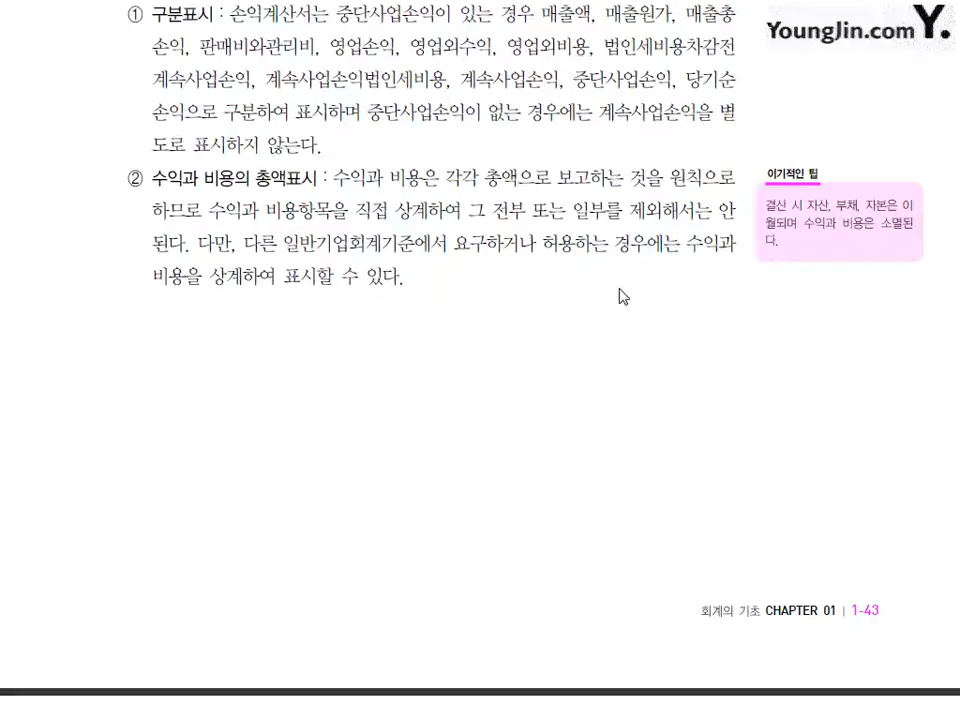 ① 구분표시 : 손익계산서는 중단사업손익이 있는 경우 매출액, 매출원가, 매출총
손익, 판매비와관리비, 영업손익, 영업외수익, 영업외비용, 법인세비용차감전
계속사업손익, 계속사업손익법인세비용, 계속사업손익, 중단사업손익, 당기순
손익으로 구분하여 표시하며 중단사업손익이 없는 경우에는 계속사업손익을 별
도로 표시하지 않는다.
② 수익과 비용의 총액표시 : 수익과 비용은 각각 총액으로 보고하는 것을 원칙으로
하므로 수익과 비용항목을 직접 상계하여 그 전부 또는 일부를 제외해서는 안
된다. 다만, 다른 일반기업회계기준에서 요구하거나 허용하는 경우에는 수익과
비용을 상계하여 표시할 수 있다.
YoungJin.com Y.
이기적인 팁
결산 시 자산, 부채, 자본은 이
월되며 수익과 비용은 소멸된
다.
회계의 기초 CHAPTER 01 | 1-43